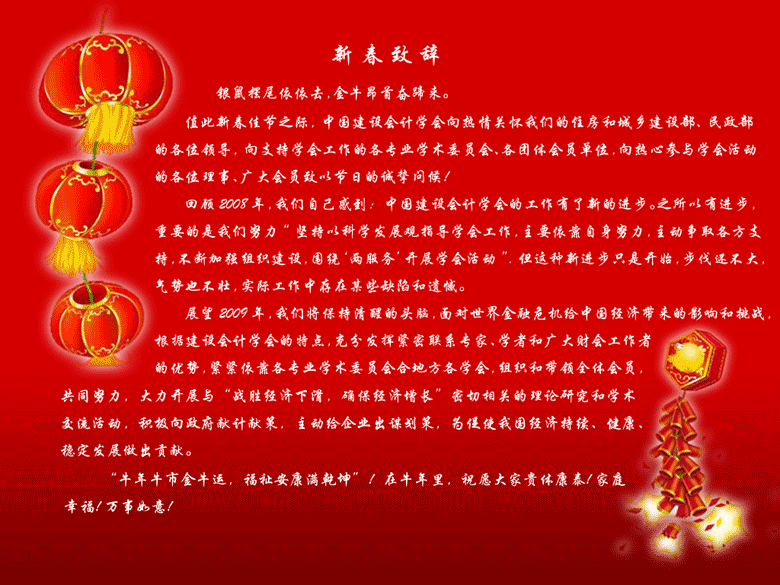 新春致辞
银鼠摆尾依依去,金牛昂首奋蹄来。
值此新春佳节之际，中国建设会计学会向热情关怀我们的住房和城乡建设部、民政部
的各位领导，向支持学会工作的各专业学术委员会、各团体会员单位,向热心参与学会活动
的各位理事、广大会员致以节日的诚挚问候!
回顾2008年,我们自己感到：中国建设会计学会的工作有了新的进步。之所以有进步，
重要的是我们努力“坚持以科学发展观指导学会工作,主要依靠自身努力,主动争取各方支
持,不断加强组织建设,围绕‘两服务’开展学会活动”.但这种新进步只是开始,步伐还不大,
气势也不壮,实际工作中存在某些缺陷和遗憾。
展望2009年,我们将保持清醒的头脑,面对世界金融危机给中国经济带来的影响和挑战,
根据建设会计学会的特点,充分发挥紧密联系专家、学者和广大财会工作者
的优势,紧紧依靠各专业学术委员会合地方各学会,组织和带领全体会员,
共同努力，大力开展与“战胜经济下滑，确保经济增长”密切相关的理论研究和学术
交流活动，积极向政府献计献策，主动给企业出谋划策，为促使我国经济持续、健康、
稳定发展做出贡献。
“牛年牛市金牛运，福祉安康满乾坤”！在牛年里，祝愿大家贵体康泰!家庭
幸福!万事如意!